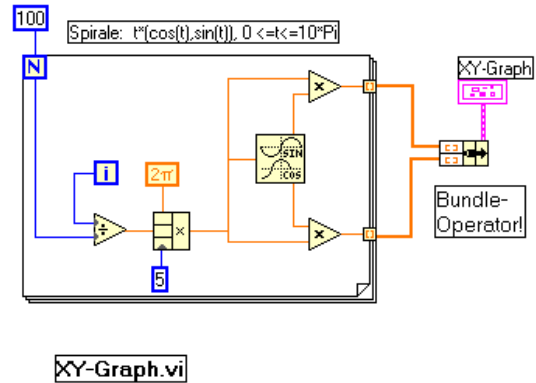 100
Spirale: t*(cos(t),sin(t)), 0 <=t<=10*Pi
N
XY-Graph
×
SIN
COS
i
2π
÷
×
×
Bundle-
Operator!
5
XY-Graph.vi